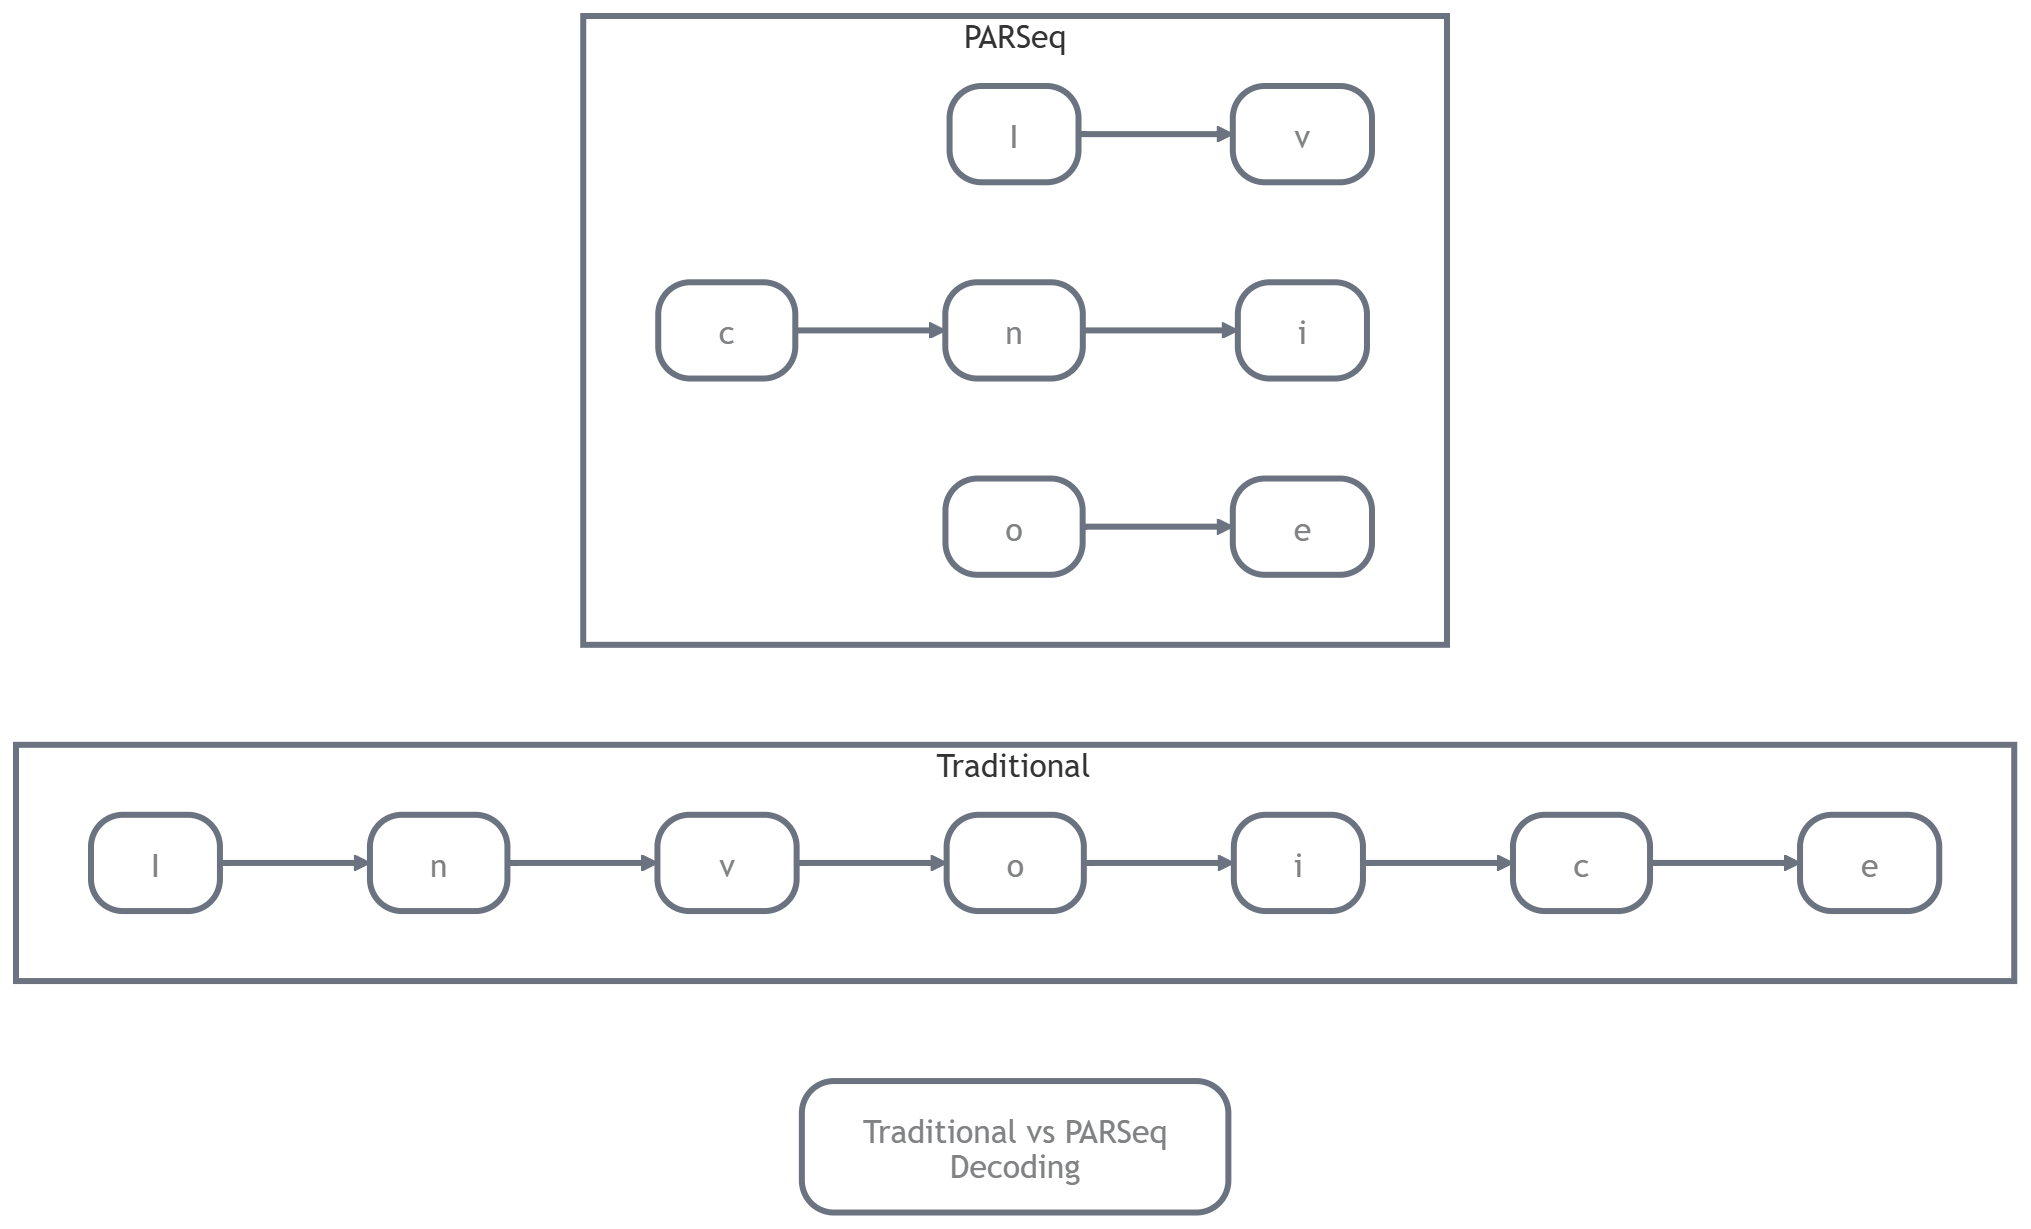 PARSeq
I v
c n i
o e
Traditional
I n v o i c e
Traditional vs PARSeq
Decoding